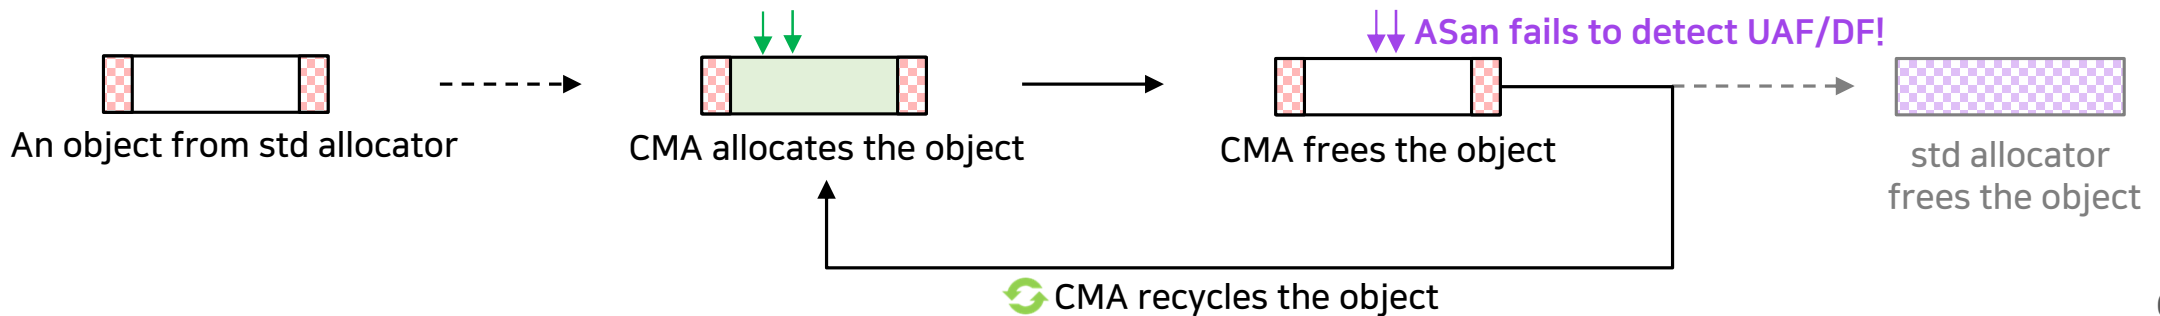 ASan fails to detect UAF/DF!
An object from std allocator
CMA allocates the object
CMA frees the object
std allocator
frees the object
CMA recycles the object